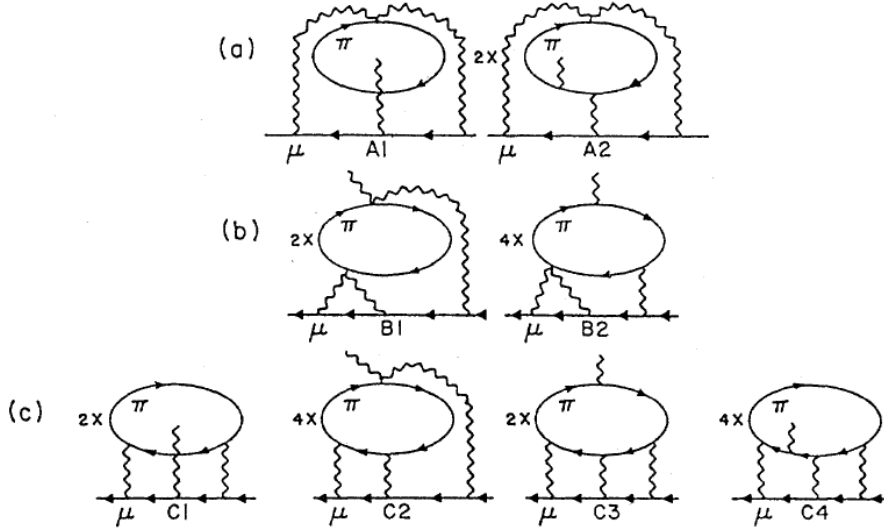 (a) π 2X π
μ A1 μ A2
(b) 2X π 4X π
μ B1 μ B2
(c) 2X π 4X π 2X π 4X π
μ C1 μ C2 μ C3 μ C4